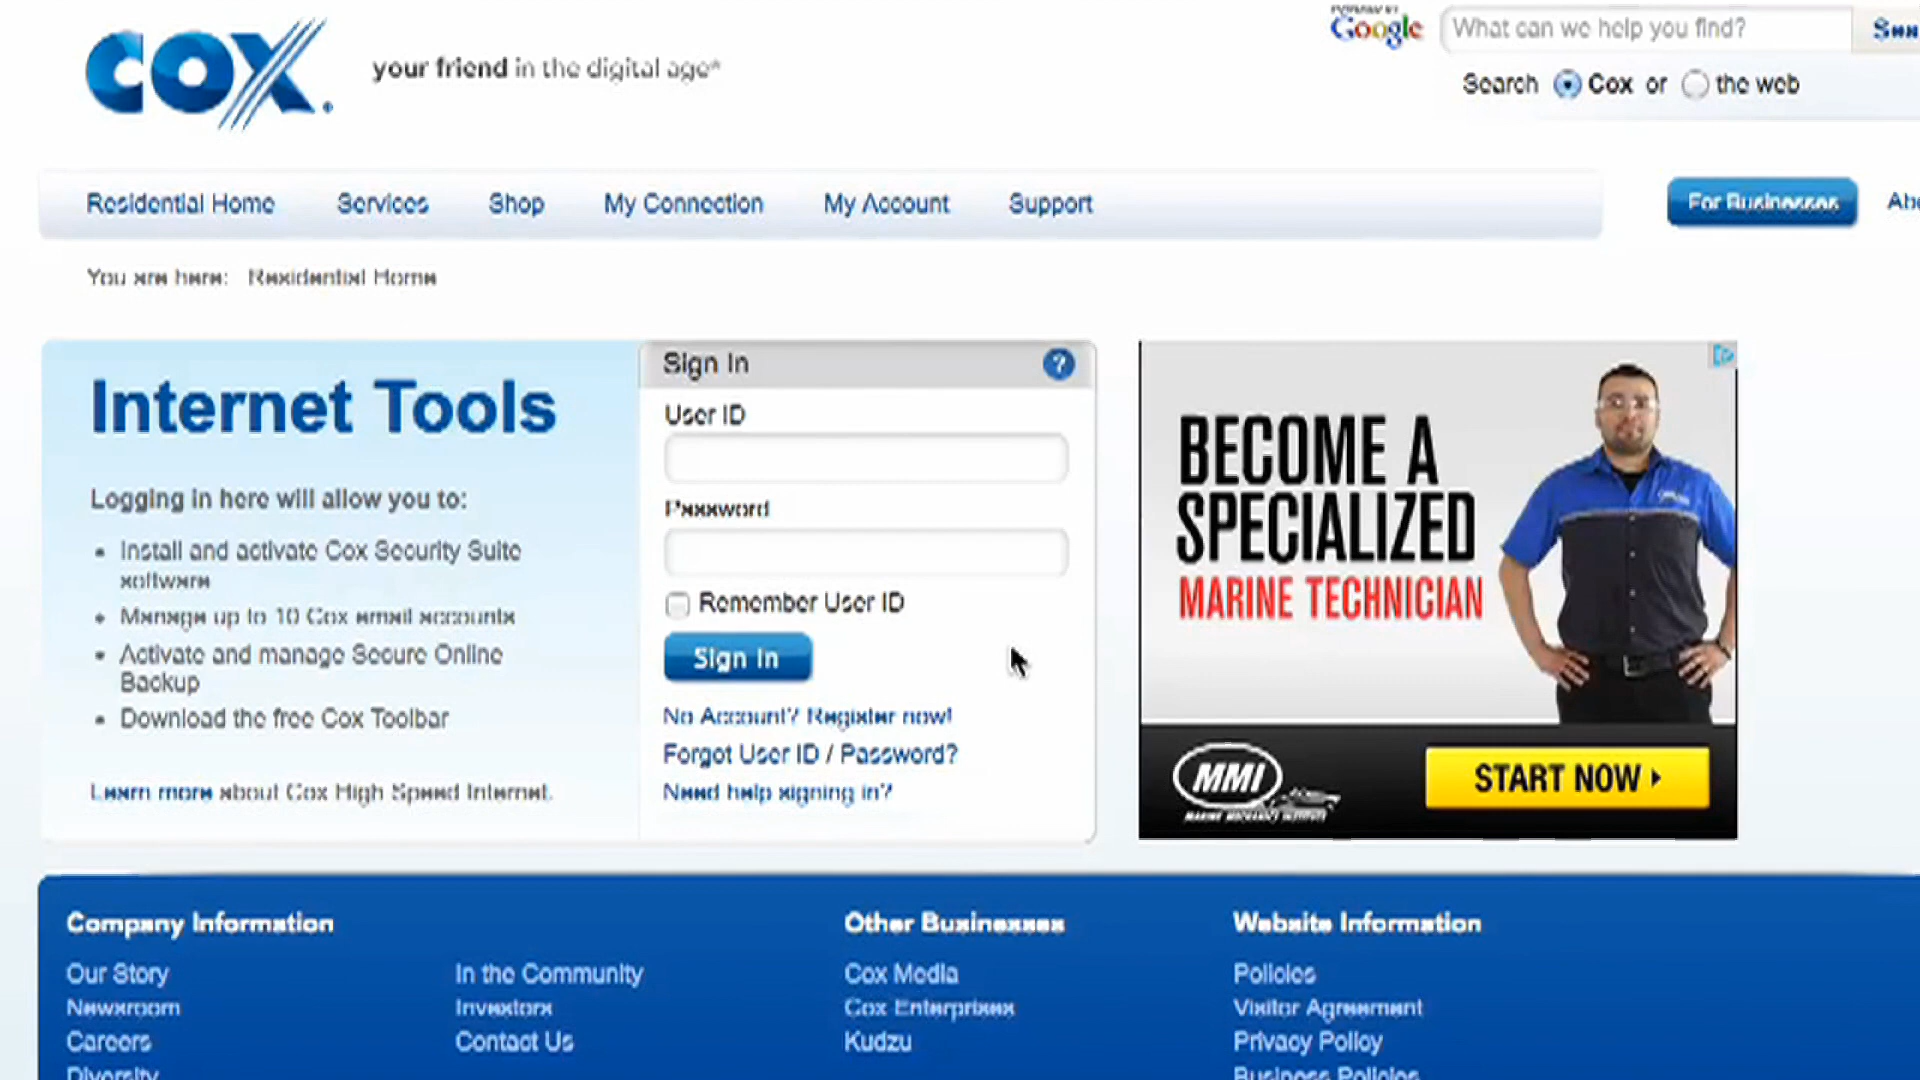 COX.
your friend in the digital age®
Google
What can we help you find?
Search Cox or the web
Residential Home Services Shop My Connection My Account Support
For Businesses
You are here: Residential Home
Internet Tools
Logging in here will allow you to:
• Install and activate Cox Security Suite
software
• Manage up to 10 Cox email accounts
• Activate and manage Secure Online
Backup
• Download the free Cox Toolbar
Learn more about Cox High Speed Internet.
Sign In ?
User ID
Password
Remember User ID
Sign In
No Account? Register now!
Forgot User ID / Password?
Need help signing in?
BECOME A
SPECIALIZED
MARINE TECHNICIAN
MMI
MARINE MECHANICS INSTITUTE
START NOW
Company Information
Our Story
Newsroom
Careers
Diversity
In the Community
Investors
Contact Us
Other Businesses
Cox Media
Cox Enterprises
Kudzu
Website Information
Policies
Visitor Agreement
Privacy Policy
Business Policies